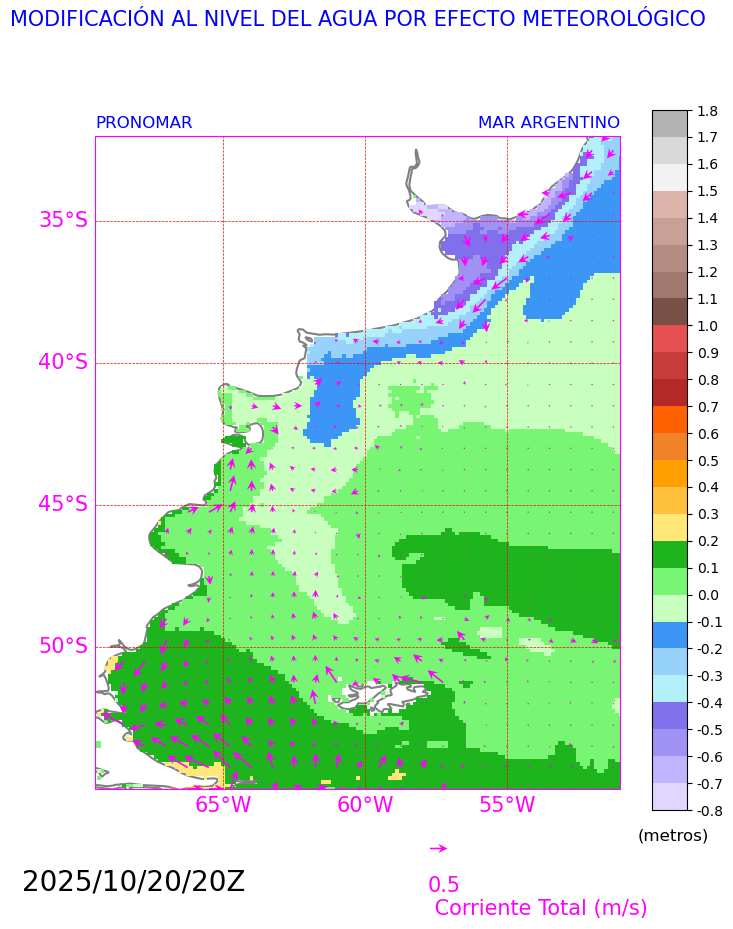 MODIFICACIÓN AL NIVEL DEL AGUA POR EFECTO METEOROLÓGICO
PRONOMAR MAR ARGENTINO
35°S
40°S
45°S
50°S
65°W 60°W 55°W
1.8
1.7
1.6
1.5
1.4
1.3
1.2
1.1
1.0
0.9
0.8
0.7
0.6
0.5
0.4
0.3
0.2
0.1
0.0
-0.1
-0.2
-0.3
-0.4
-0.5
-0.6
-0.7
-0.8
(metros)
2025/10/20/20Z
0.5
Corriente Total (m/s)